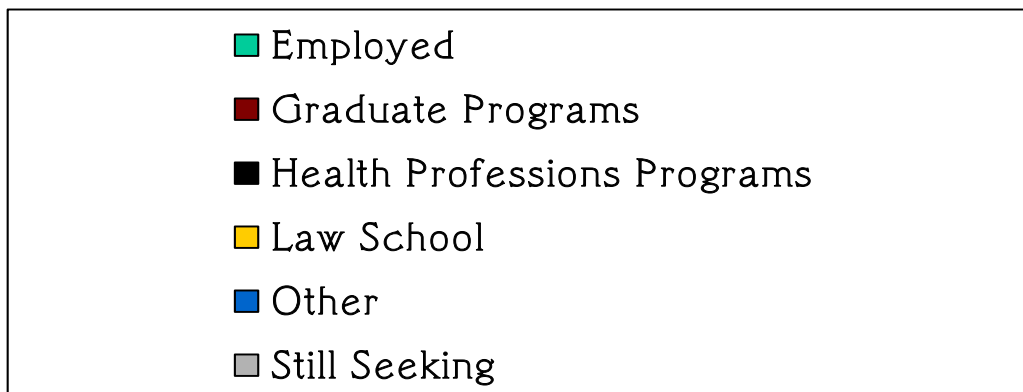 Employed
Graduate Programs
Health Professions Programs
Law School
Other
Still Seeking